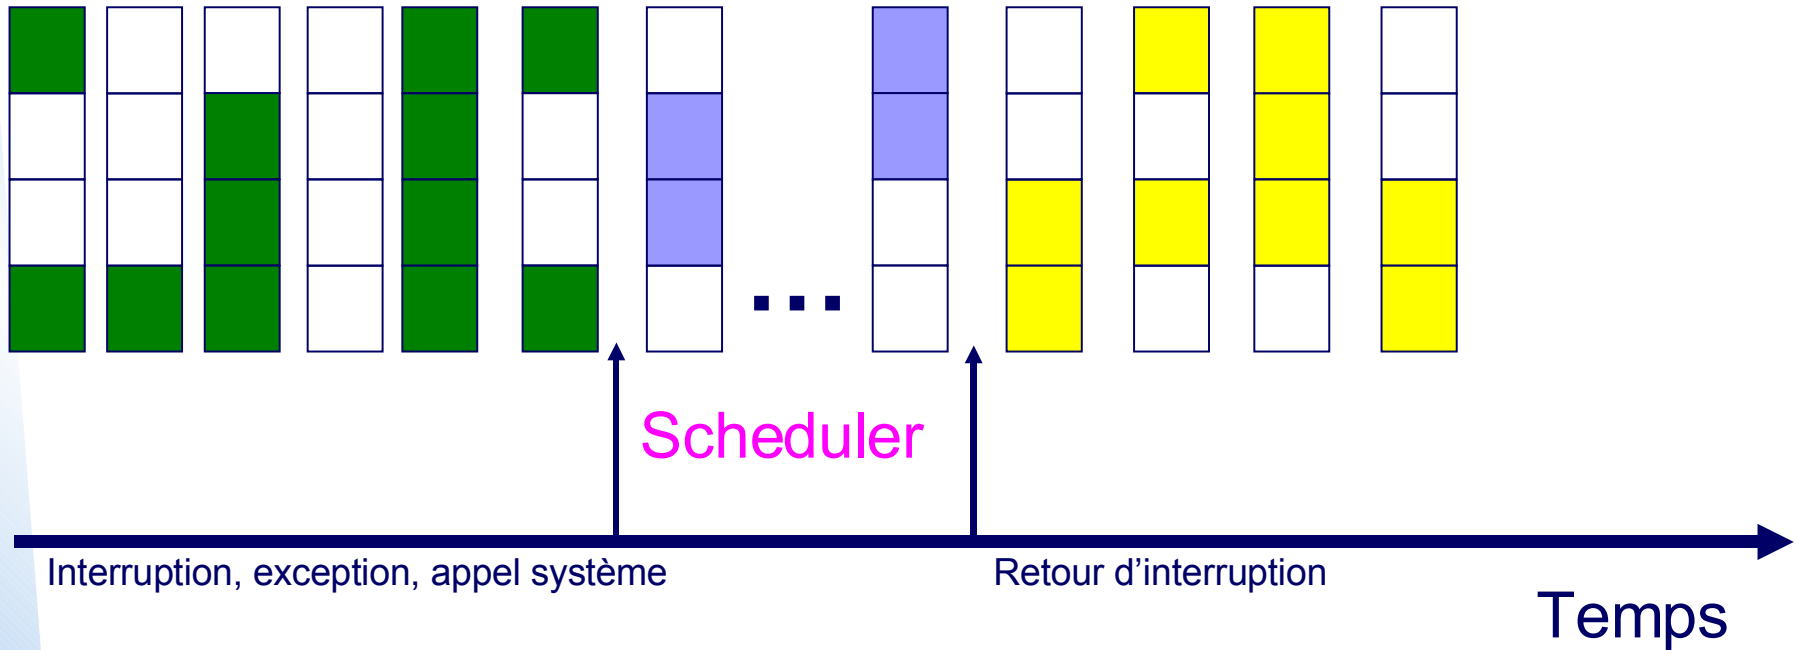 ...
Scheduler
Interruption, exception, appel système
Retour d’interruption
Temps